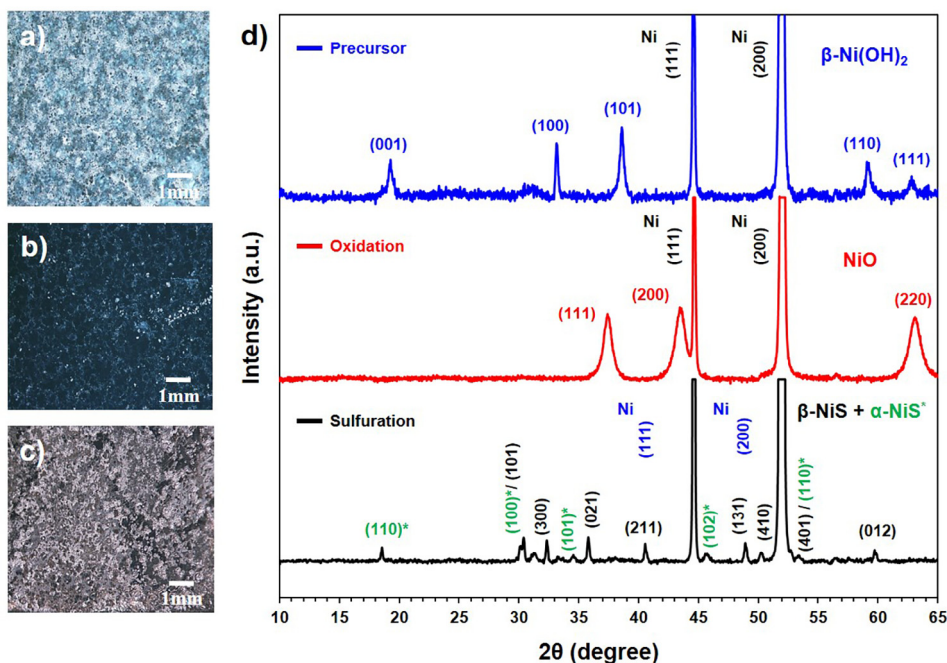 a)
1mm
b)
1mm
c)
1mm
d)
Intensity (a.u.)
Precursor
Ni
(111)
Ni
(200)
β-Ni(OH)2
(001)
(100)
(101)
(110)
(111)
Oxidation
Ni
(111)
Ni
(200)
NiO
(111)
(200)
(220)
Sulfuration
Ni
(111)
Ni
(200)
β-NiS + α-NiS*
(110)*
(100)*/ (101)
(300)
(101)*
(021)
(211)
(102)*
(131)
(410)
(401) / (110)*
(012)
10 15 20 25 30 35 40 45 50 55 60 65
2θ (degree)